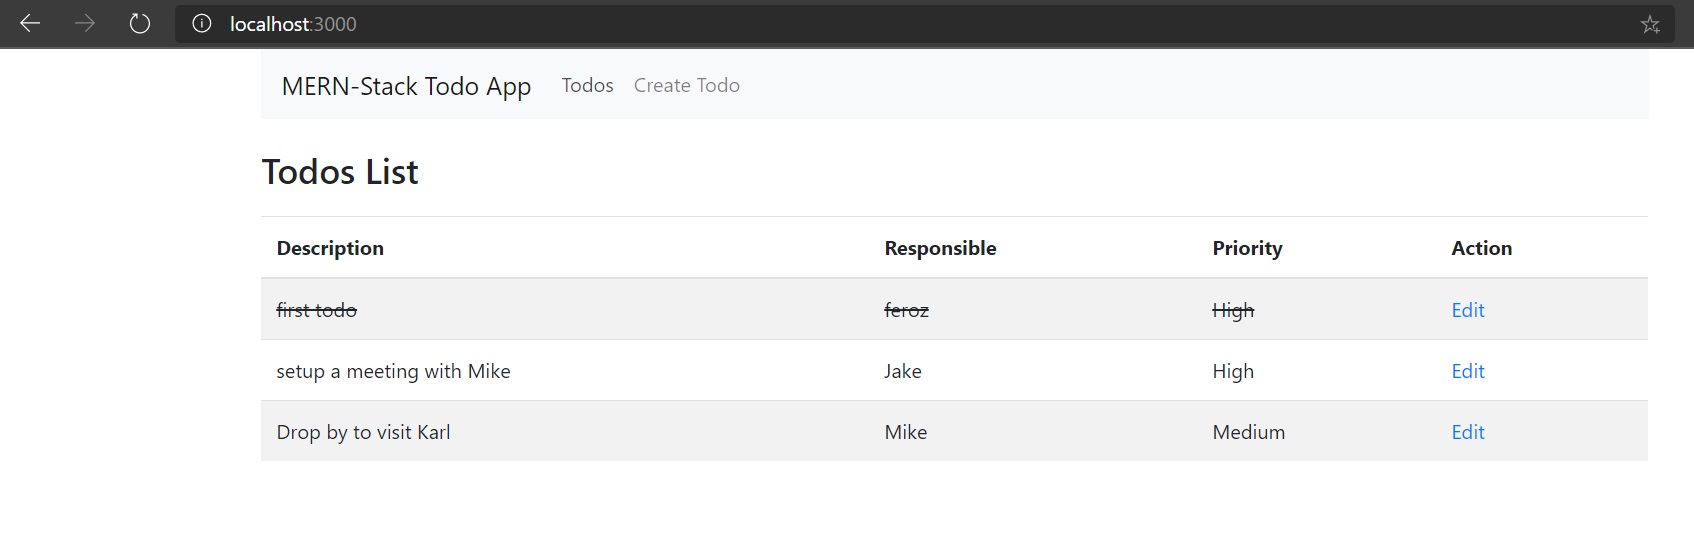 localhost:3000
MERN-Stack Todo App Todos Create Todo
Todos List
Description Responsible Priority Action
first todo feroz High Edit
setup a meeting with Mike Jake High Edit
Drop by to visit Karl Mike Medium Edit